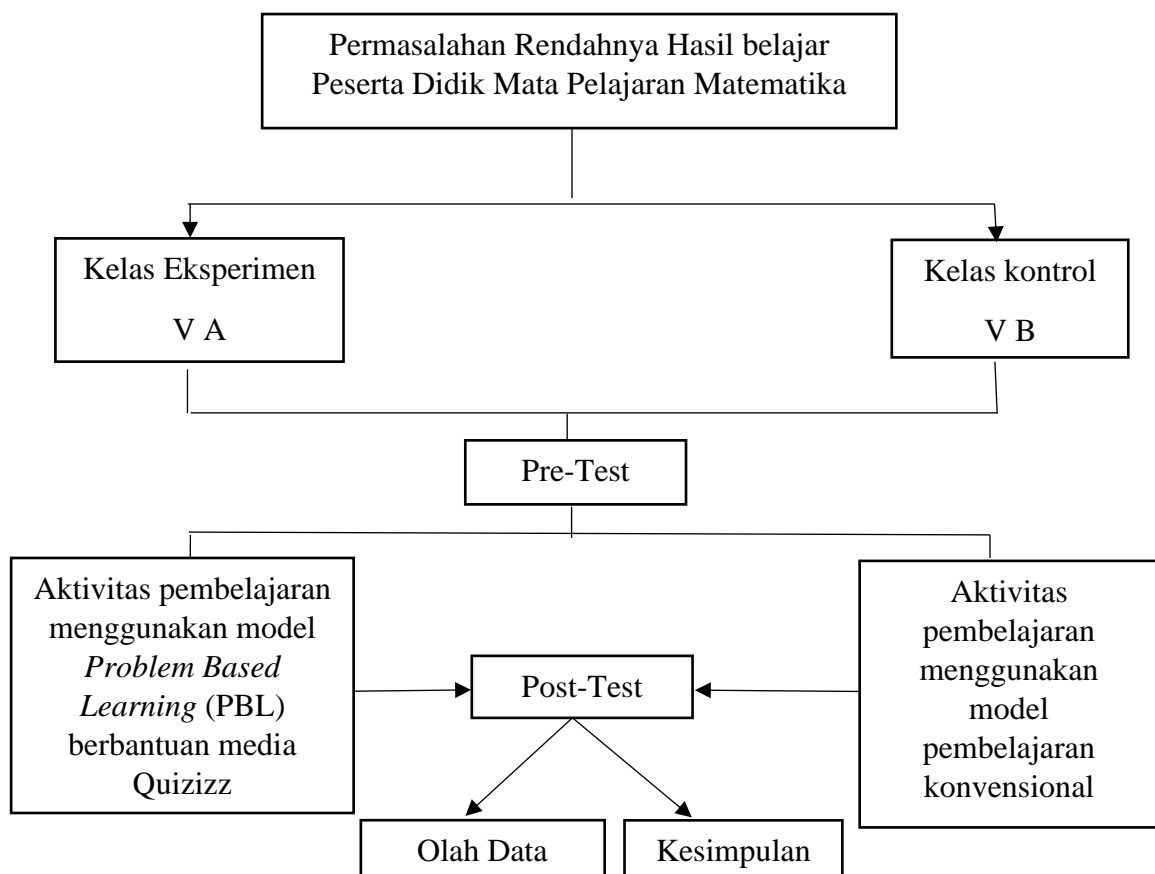 Permasalahan Rendahnya Hasil belajar
Peserta Didik Mata Pelajaran Matematika
Kelas Eksperimen
V A
Kelas kontrol
V B
Pre-Test
Aktivitas pembelajaran
menggunakan model
Problem Based
Learning (PBL)
berbantuan media
Quizizz
Post-Test
Aktivitas
pembelajaran
menggunakan
model
pembelajaran
konvensional
Olah Data
Kesimpulan